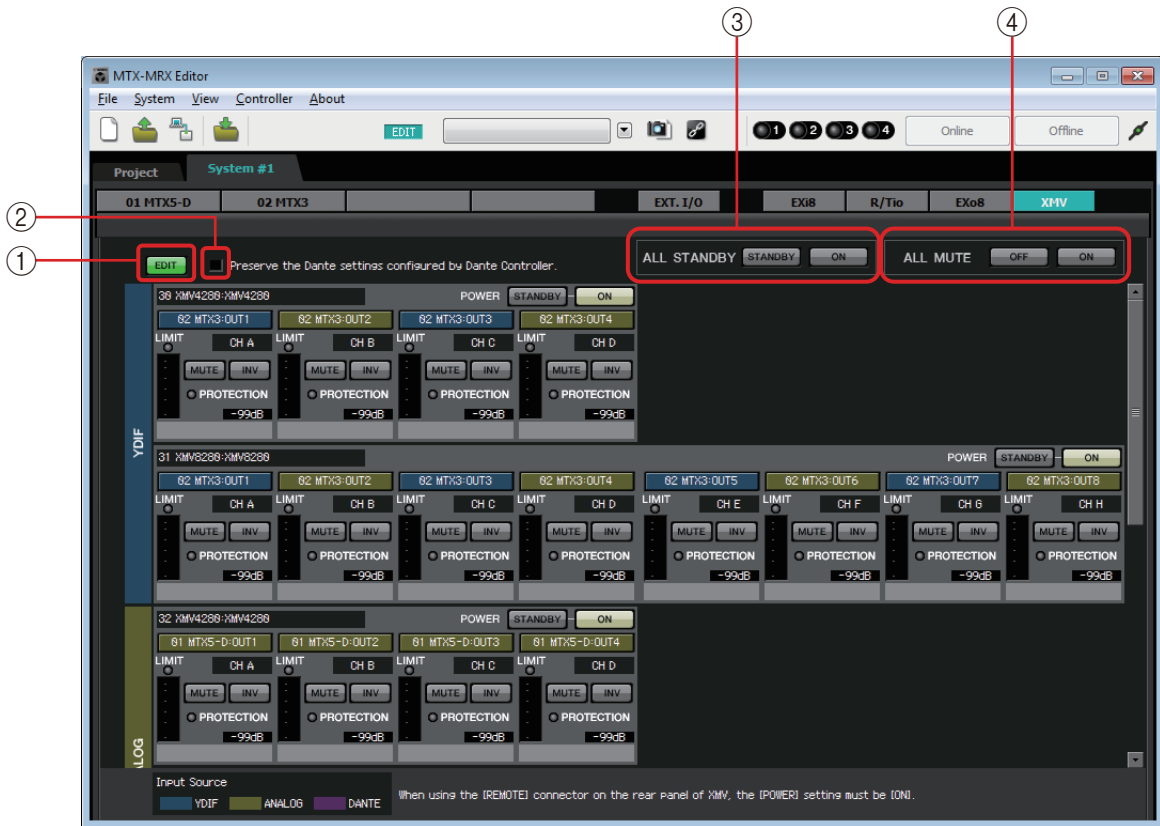 ③ ④
MTX-MRX Editor
File System View Controller About
EDIT 1 2 3 4 Online Offline
Project System #1
01 MTX5-D 02 MTX3 EXT. I/O EXi8 R/Tio EXo8 XMV
②
①
EDIT Preserve the Dante settings configured by Dante Controller. ALL STANDBY STANDBY ON ALL MUTE OFF ON
YDIF
30 XMV4280:XMV4280 POWER STANDBY ON
02 MTX3:OUT1 02 MTX3:OUT2 02 MTX3:OUT3 02 MTX3:OUT4
LIMIT CH A LIMIT CH B LIMIT CH C LIMIT CH D
MUTE INV MUTE INV MUTE INV MUTE INV
PROTECTION PROTECTION PROTECTION PROTECTION
-99dB -99dB -99dB -99dB
31 XMV8280:XMV8280 POWER STANDBY ON
02 MTX3:OUT1 02 MTX3:OUT2 02 MTX3:OUT3 02 MTX3:OUT4 02 MTX3:OUT5 02 MTX3:OUT6 02 MTX3:OUT7 02 MTX3:OUT8
LIMIT CH A LIMIT CH B LIMIT CH C LIMIT CH D LIMIT CH E LIMIT CH F LIMIT CH G LIMIT CH H
MUTE INV MUTE INV MUTE INV MUTE INV MUTE INV MUTE INV MUTE INV MUTE INV
PROTECTION PROTECTION PROTECTION PROTECTION PROTECTION PROTECTION PROTECTION PROTECTION
-99dB -99dB -99dB -99dB -99dB -99dB -99dB -99dB
32 XMV4280:XMV4280 POWER STANDBY ON
01 MTX5-D:OUT1 01 MTX5-D:OUT2 01 MTX5-D:OUT3 01 MTX5-D:OUT4
LIMIT CH A LIMIT CH B LIMIT CH C LIMIT CH D
MUTE INV MUTE INV MUTE INV MUTE INV
PROTECTION PROTECTION PROTECTION PROTECTION
-99dB -99dB -99dB -99dB
ALOG
Input Source
YDIF ANALOG DANTE
When using the [REMOTE] connector on the rear panel of XMV, the [POWER] setting must be [ON].